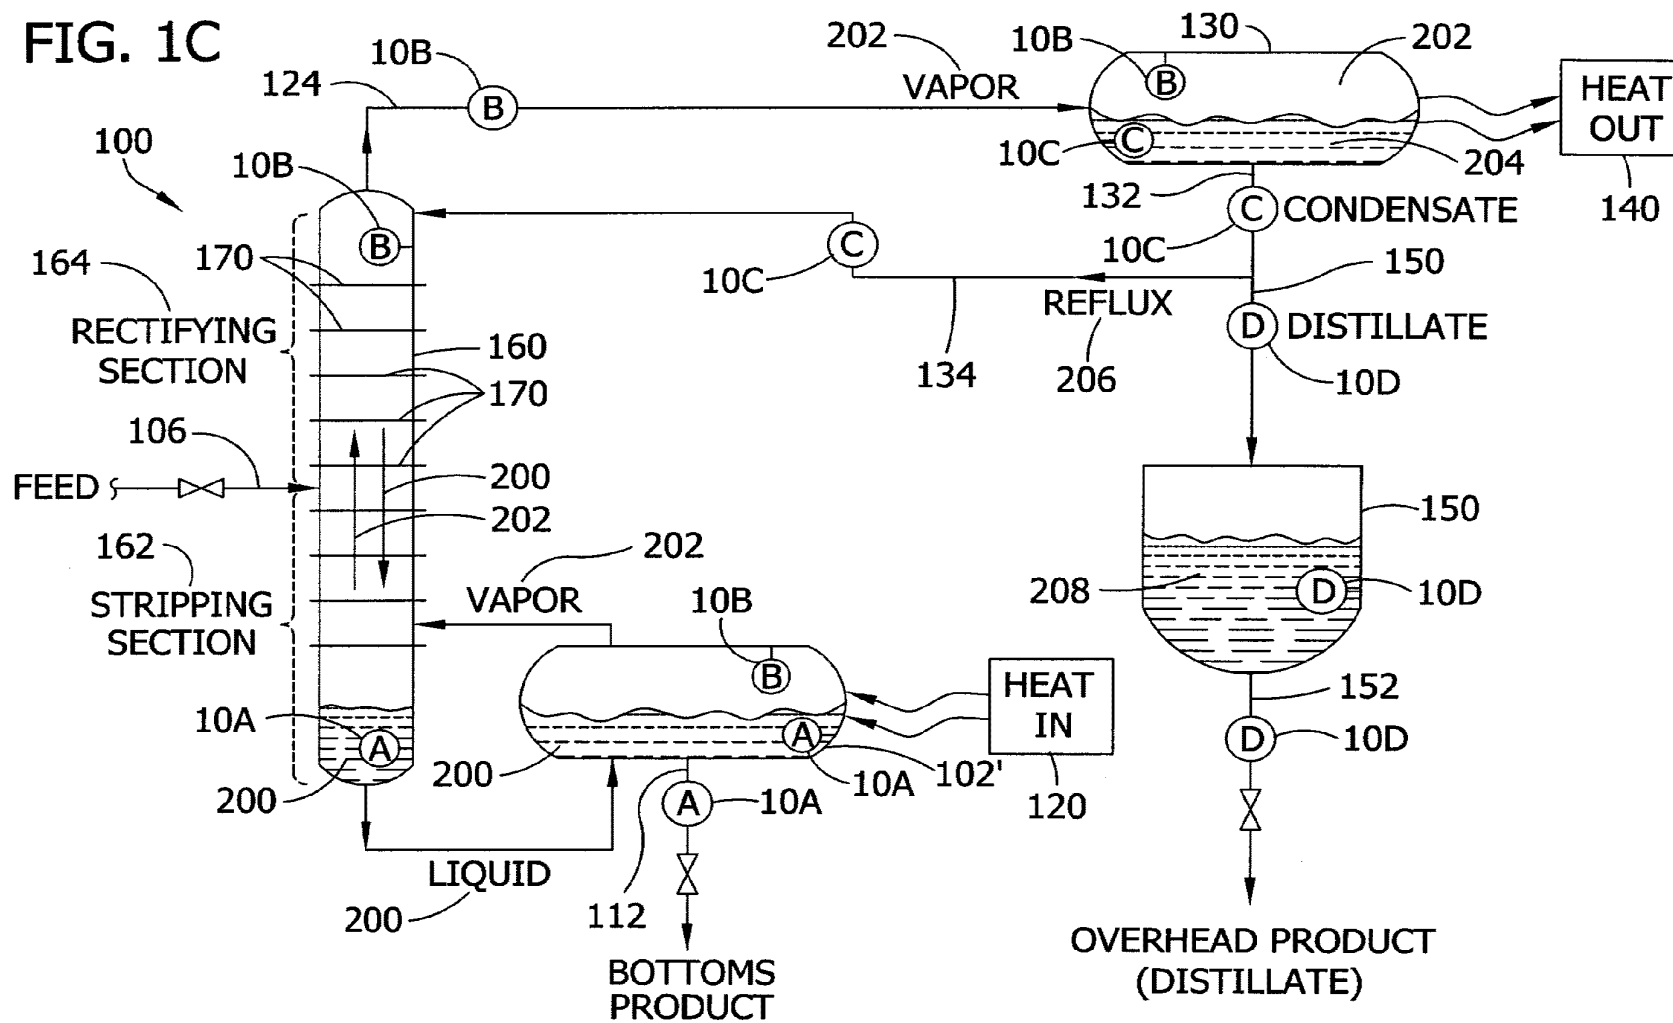 FIG. 1C
10B
124
B
202
VAPOR
10B
130
202
B
HEAT
OUT
100
10B
10C
C
204
132
140
C
CONDENSATE
B
C
10C
10C
150
164
170
REFLUX
D
DISTILLATE
RECTIFYING
SECTION
160
134
206
10D
170
106
FEED
200
202
150
162
202
STRIPPING
SECTION
VAPOR
10B
208
D
10D
B
HEAT
IN
152
10A
A
A
D
10D
200
200
10A
102'
120
A
10A
LIQUID
200
112
BOTTOMS
PRODUCT
OVERHEAD PRODUCT
(DISTILLATE)